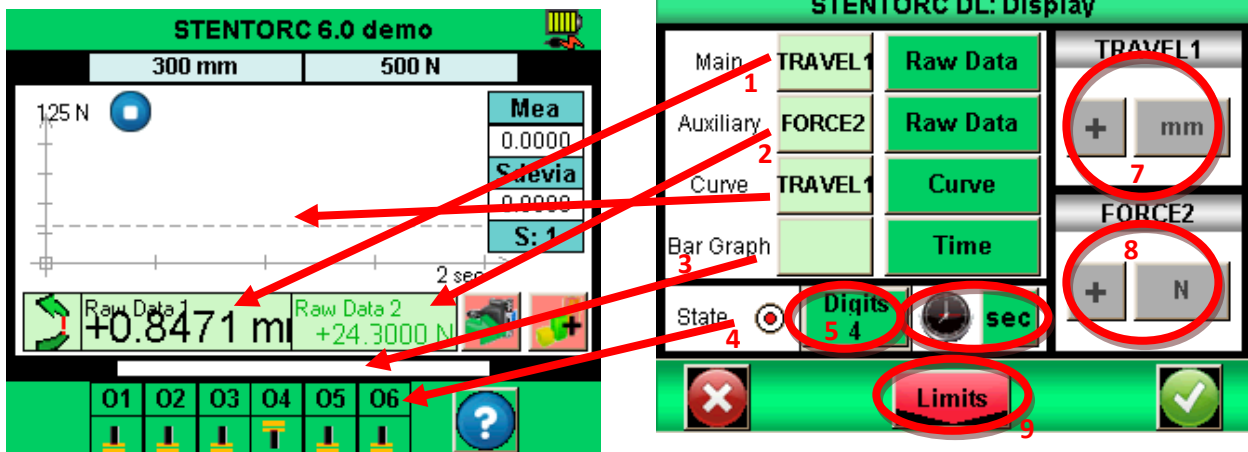 STENTORC 6.0 demo
300 mm
500 N
125 N
Mea
0.0000
Sdevia
0.0000
S: 1
2 sec
Raw Data 1
+0.8471 m
Raw Data 2
+24.3000 N
+
O1 O2 O3 O4 O5 O6
?
STENTORC DL: Display
Main TRAVEL1 Raw Data
1
Auxiliary FORCE2 Raw Data
2
Curve TRAVEL1 Curve
Bar Graph Time
3
State Digits sec
4
5
4
TRAVEL1
+ mm
7
FORCE2
8
+ N
Limits
9